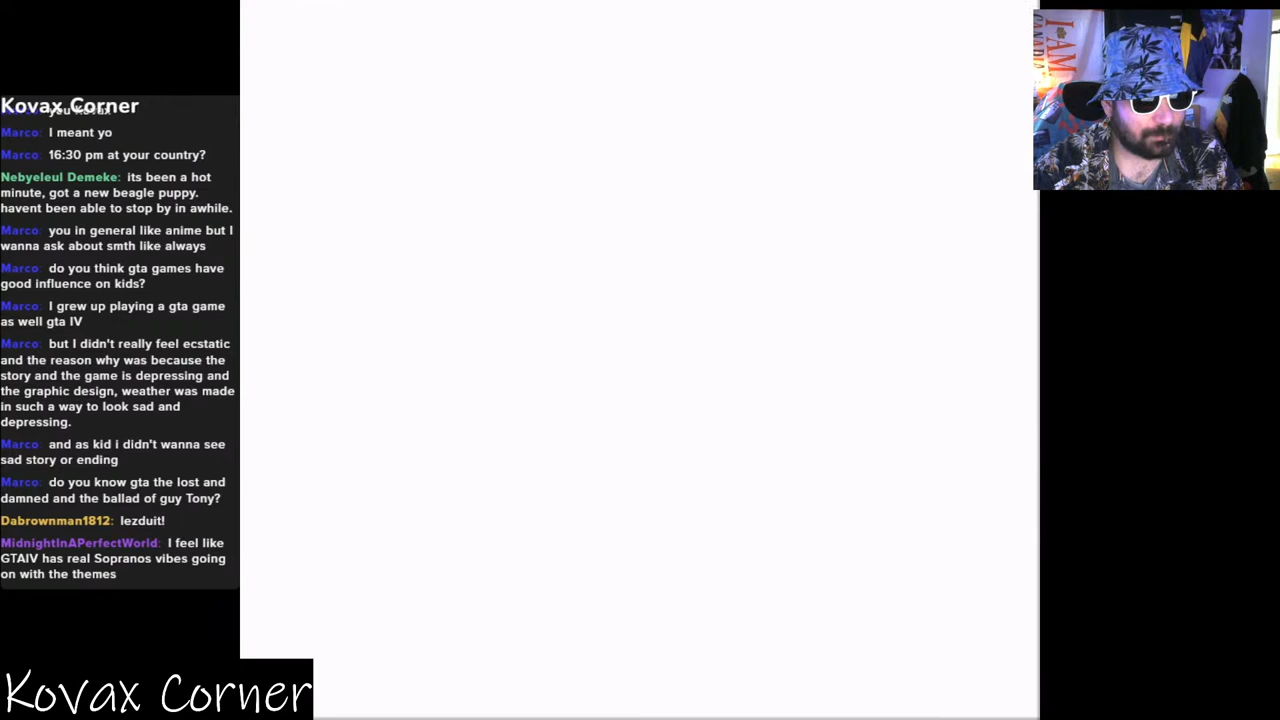 Kovax Corner
Marco: I meant yo
Marco: 16:30 pm at your country?
Nebyeleul Demeke: its been a hot
minute, got a new beagle puppy.
havent been able to stop by in awhile.
Marco: you in general like anime but I
wanna ask about smth like always
Marco: do you think gta games have
good influence on kids?
Marco: I grew up playing a gta game
as well gta IV
Marco: but I didn't really feel ecstatic
and the reason why was because the
story and the game is depressing and
the graphic design, weather was made
in such a way to look sad and
depressing.
Marco: and as kid i didn't wanna see
sad story or ending
Marco: do you know gta the lost and
damned and the ballad of guy Tony?
Dabrownman1812: lezduit!
MidnightInAPerfectWorld: I feel like
GTAIV has real Sopranos vibes going
on with the themes
Kovax Corner
I AM